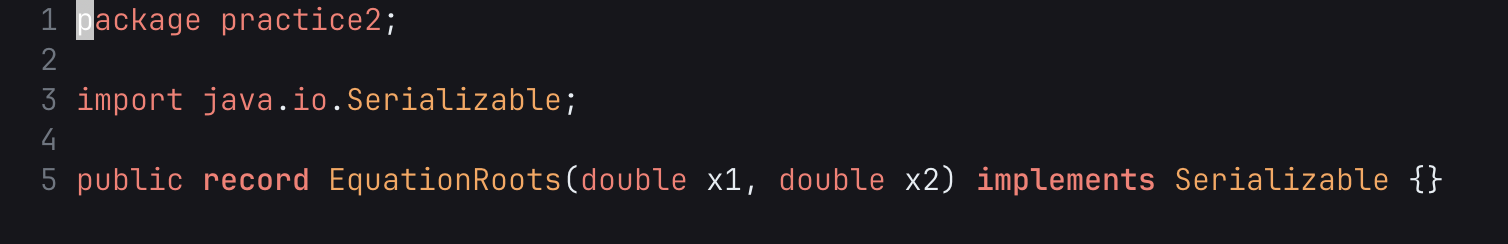 1 package practice2;
2
3 import java.io.Serializable;
4
5 public record EquationRoots(double x1, double x2) implements Serializable {}